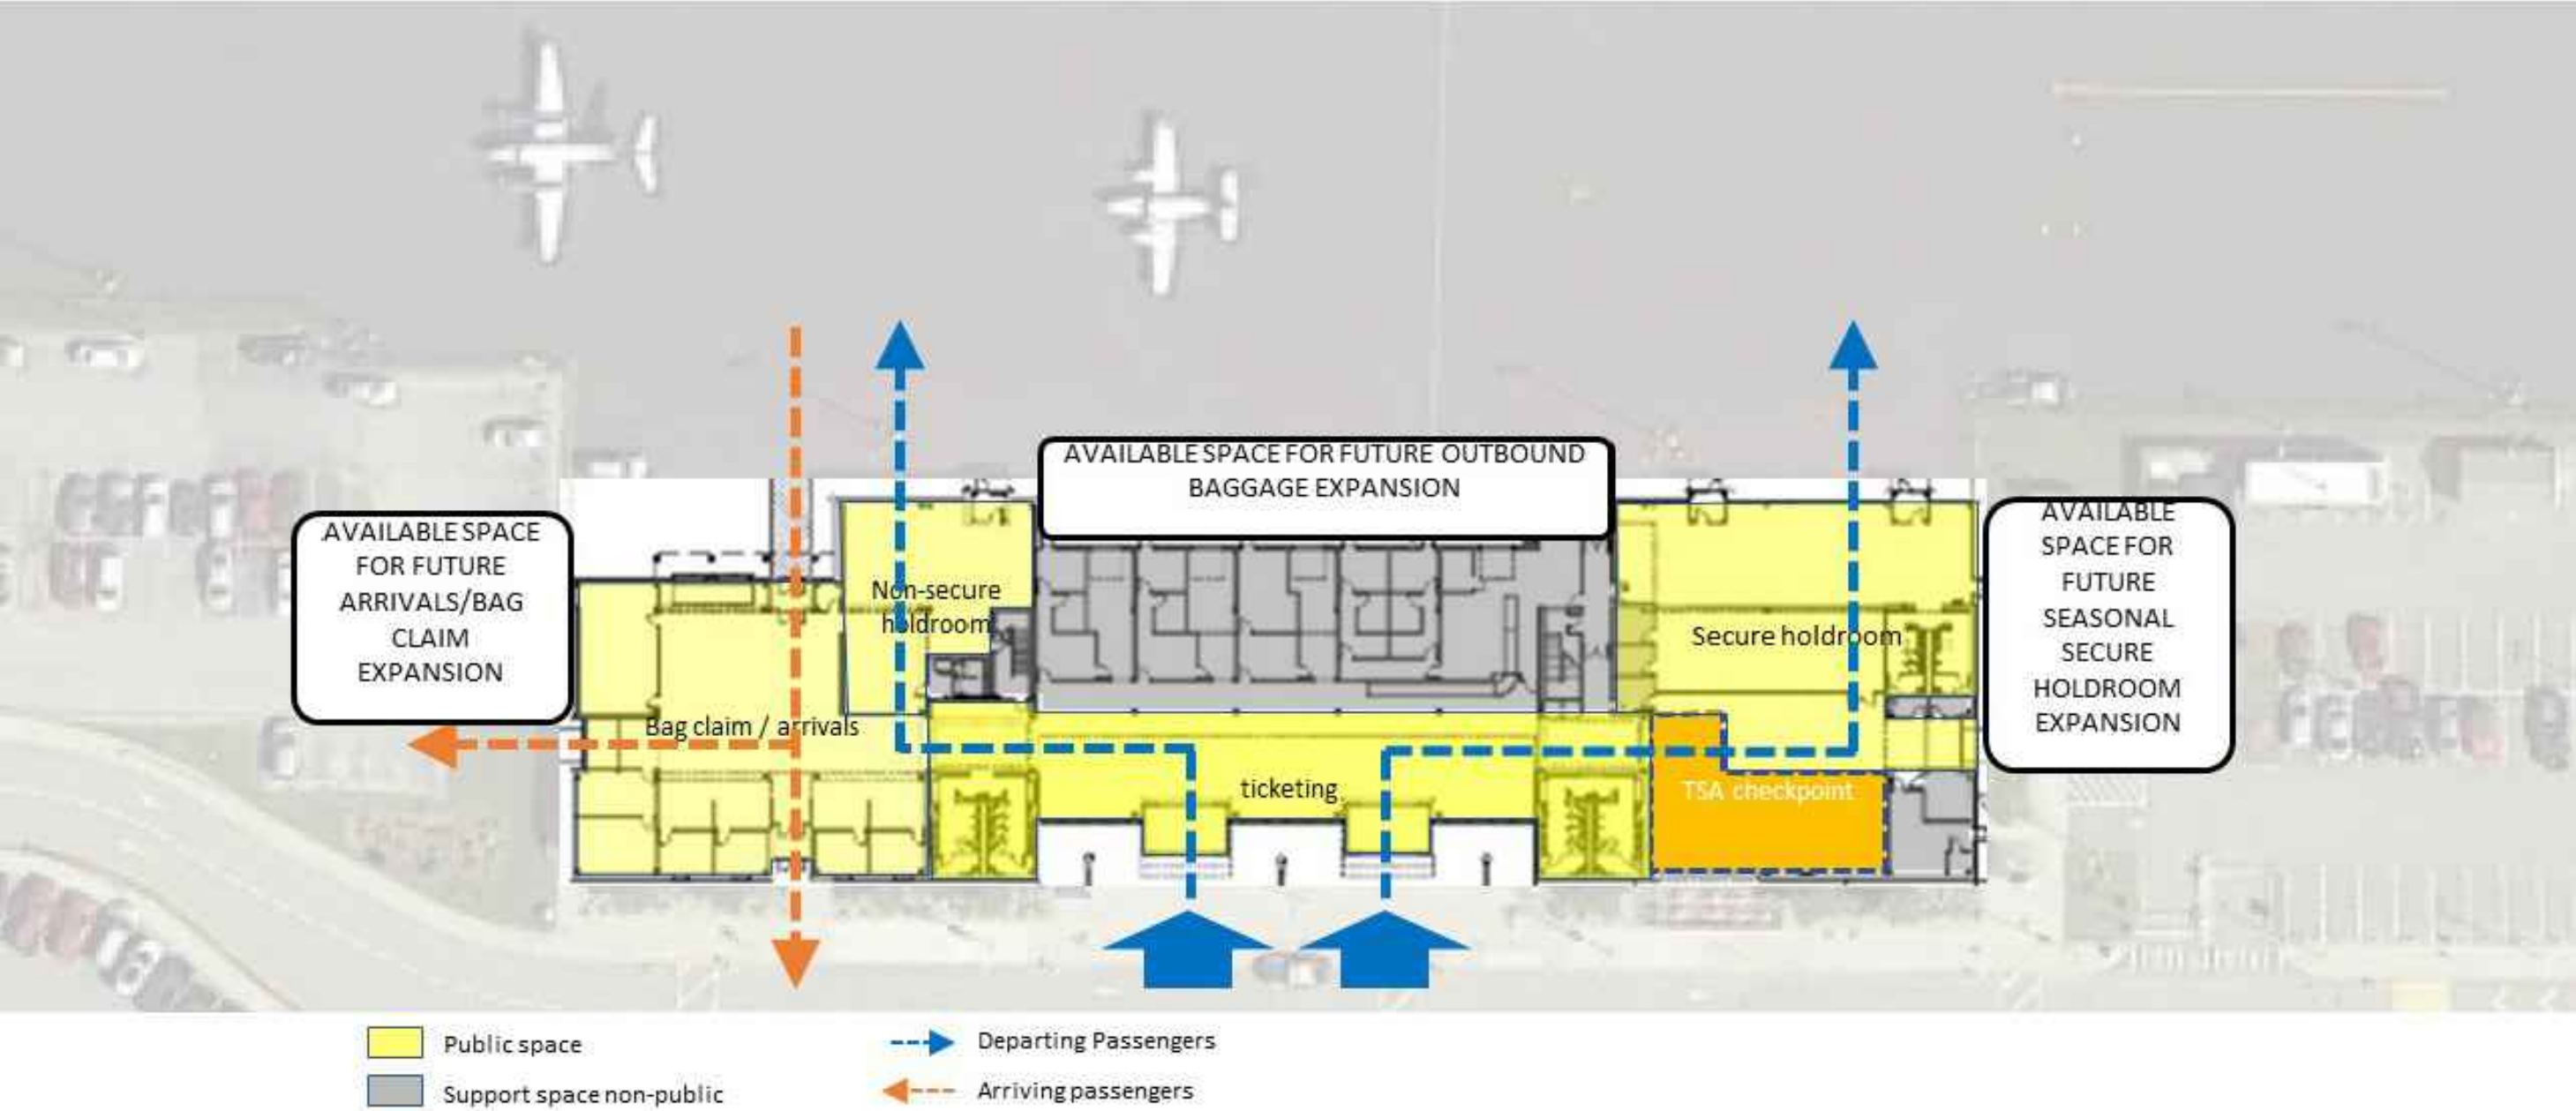 AVAILABLE SPACE FOR FUTURE OUTBOUND
BAGGAGE EXPANSION
AVAILABLE SPACE
FOR FUTURE
ARRIVALS/BAG
CLAIM
EXPANSION
AVAILABLE
SPACE FOR
FUTURE
SEASONAL
SECURE
HOLDROOM
EXPANSION
Non-secure
holdroom
Secure holdroom
Bag claim / arrivals
ticketing
TSA checkpoint
Public space
Support space non-public
Departing Passengers
Arriving passengers